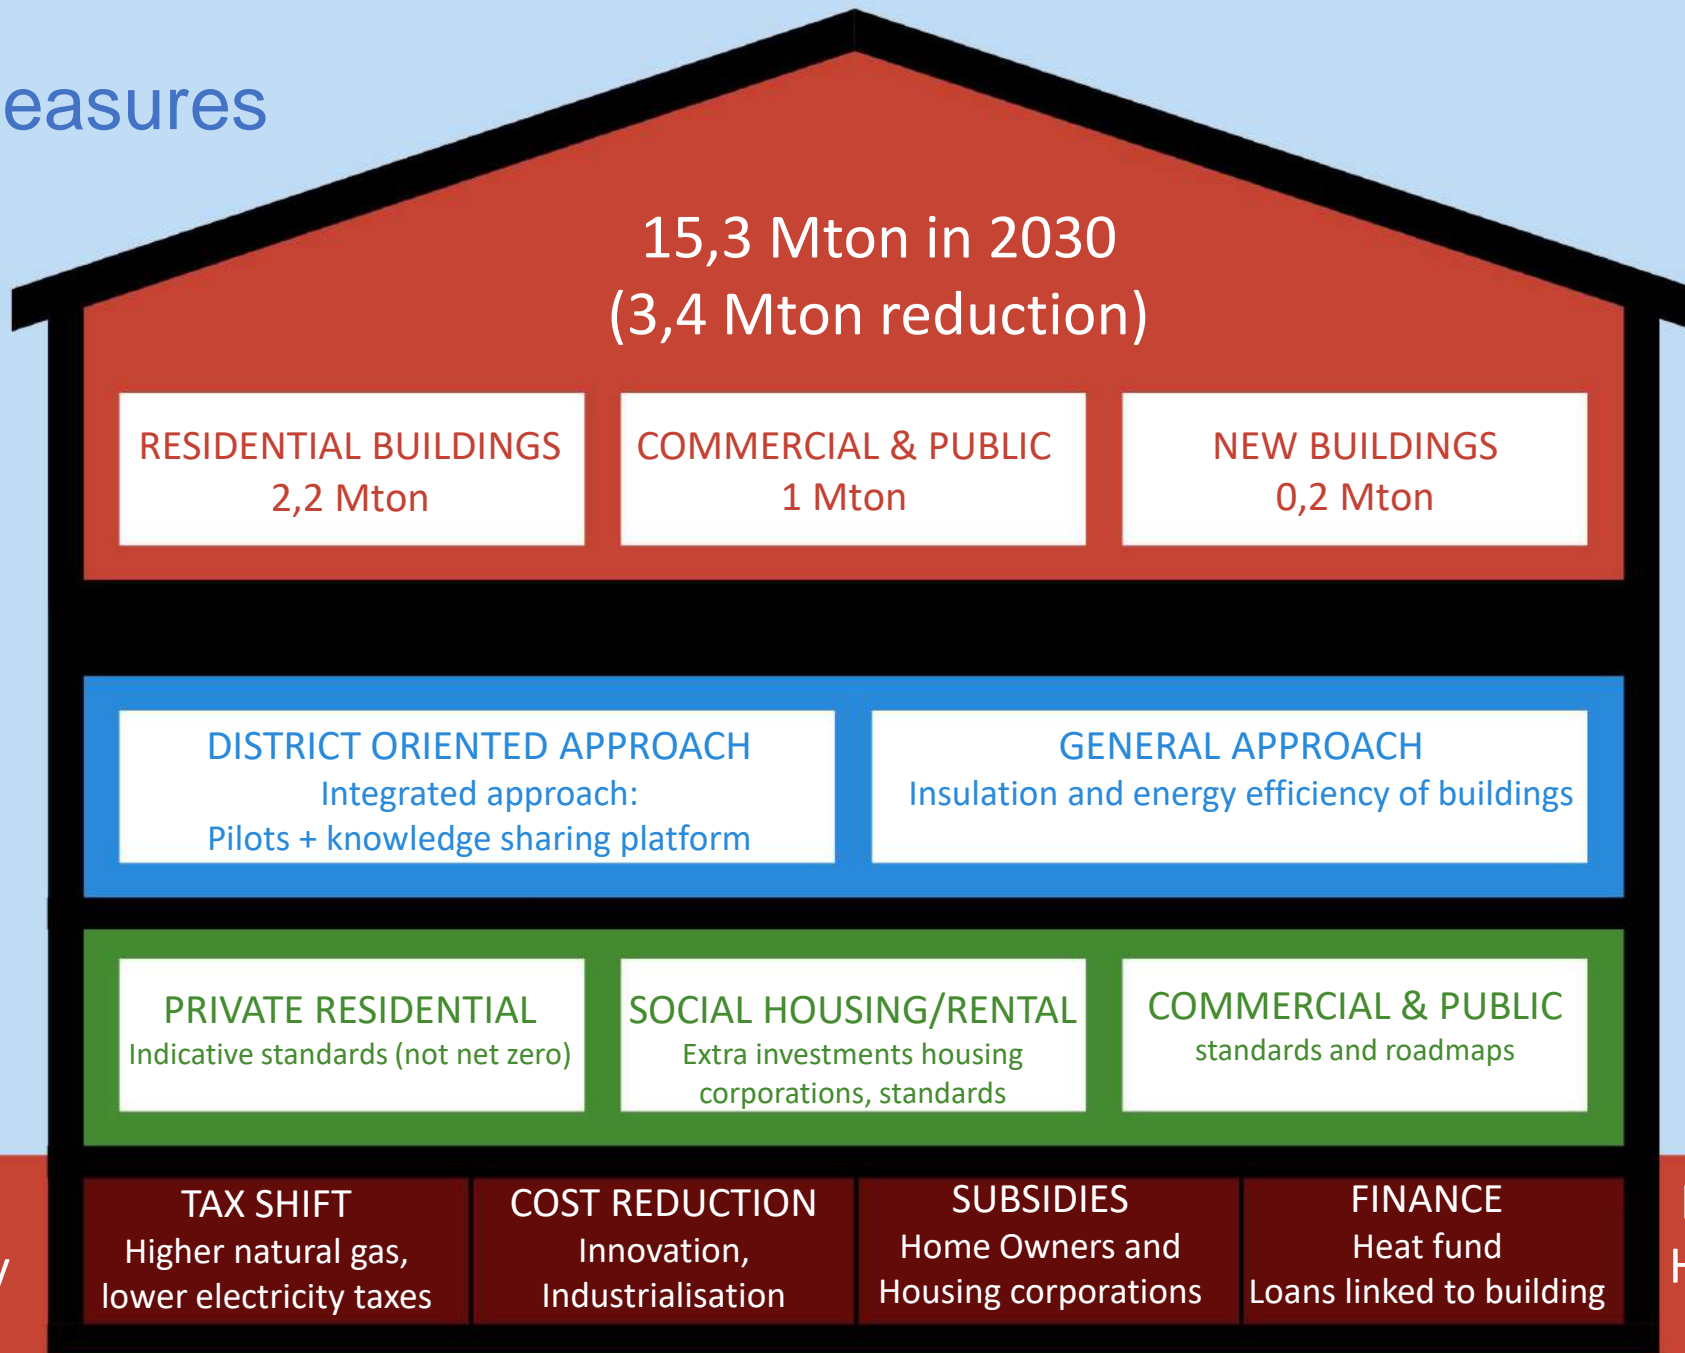 easures
15,3 Mton in 2030
(3,4 Mton reduction)
RESIDENTIAL BUILDINGS
2,2 Mton
COMMERCIAL & PUBLIC
1 Mton
NEW BUILDINGS
0,2 Mton
DISTRICT ORIENTED APPROACH
Integrated approach:
Pilots + knowledge sharing platform
GENERAL APPROACH
Insulation and energy efficiency of buildings
PRIVATE RESIDENTIAL
Indicative standards (not net zero)
SOCIAL HOUSING/RENTAL
Extra investments housing
corporations, standards
COMMERCIAL & PUBLIC
standards and roadmaps
y
TAX SHIFT
Higher natural gas,
lower electricity taxes
COST REDUCTION
Innovation,
Industrialisation
SUBSIDIES
Home Owners and
Housing corporations
FINANCE
Heat fund
Loans linked to building
H